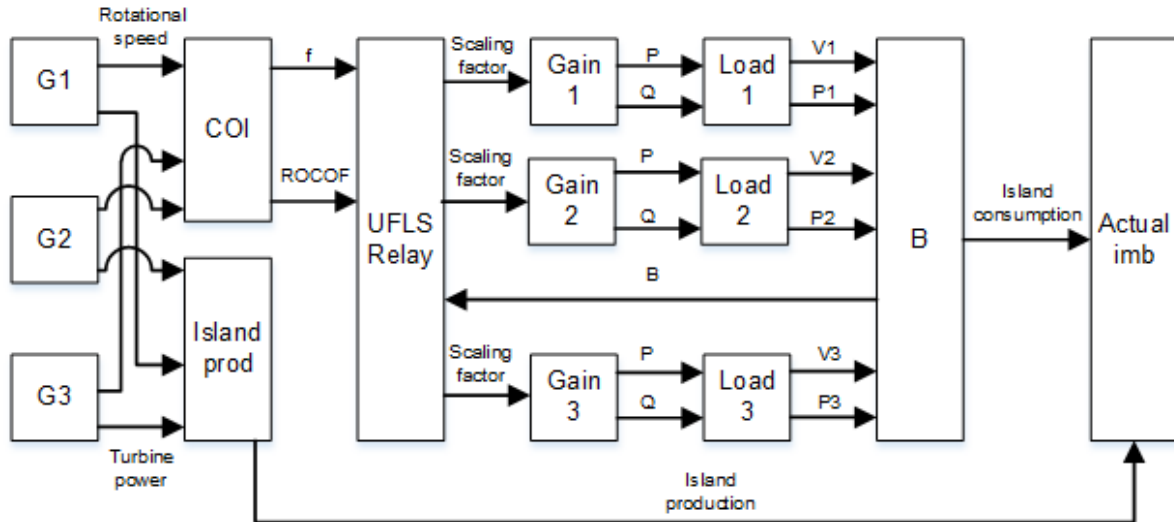 Rotational
speed
G1
G2
G3
Turbine
power
COI
Island
prod
f
ROCOF
UFLS
Relay
Scaling
factor
Gain
1
P
Q
Load
1
V1
P1
Scaling
factor
Gain
2
P
Q
Load
2
V2
P2
B
Scaling
factor
Gain
3
P
Q
Load
3
V3
P3
B
Island
consumption
Actual
imb
Island
production